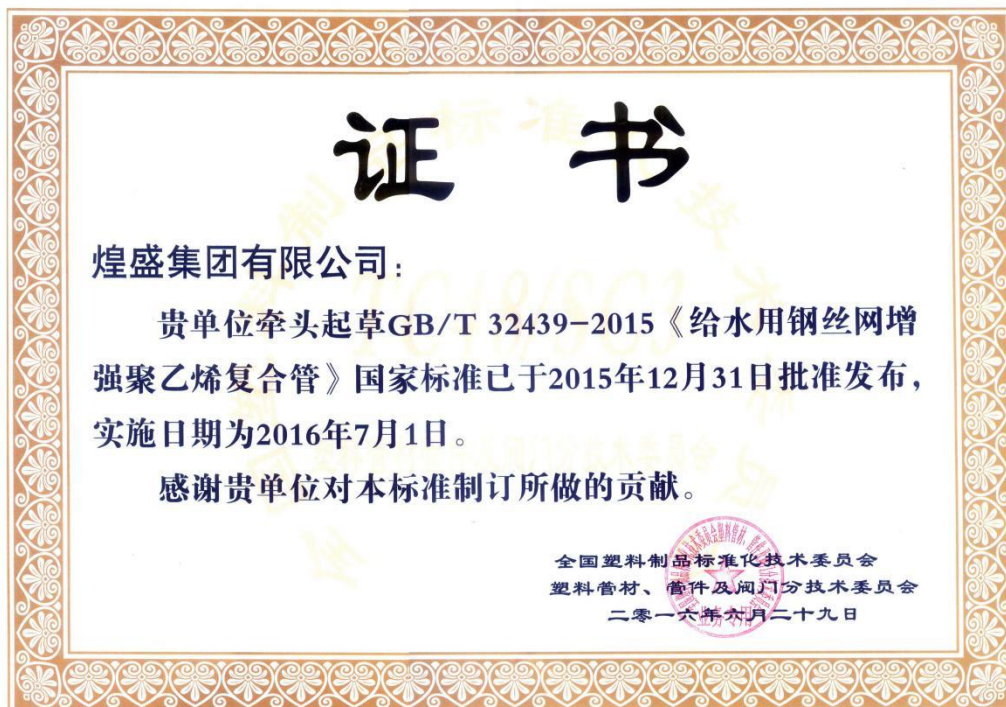 证书
煌盛集团有限公司：
贵单位牵头起草GB/T 32439-2015《给水用钢丝网增
强聚乙烯复合管》国家标准已于2015年12月31日批准发布，
实施日期为2016年7月1日。
感谢贵单位对本标准制订所做的贡献。
全国塑料制品标准化技术委员会
塑料管材、管件及阀门分技术委员会
二零一六年六月二十九日
业务专用